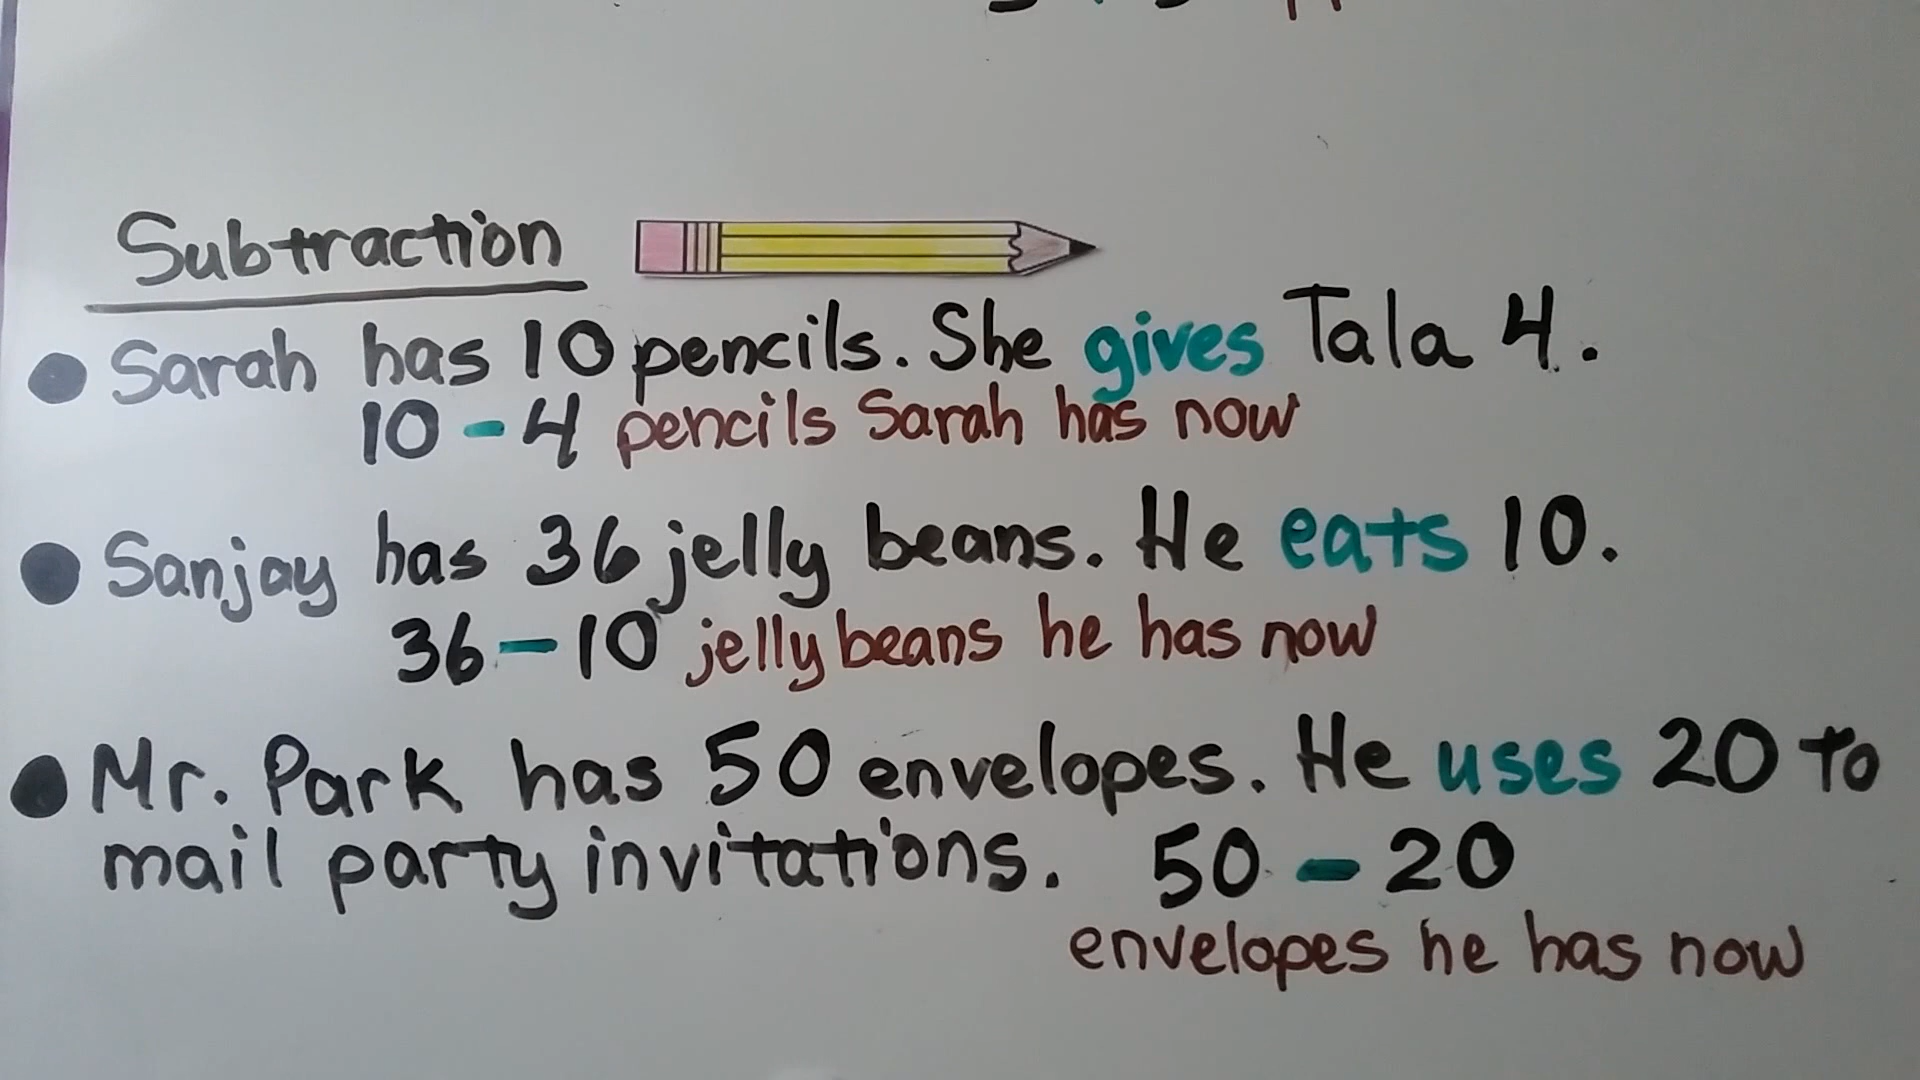 Subtraction
● Sarah has 10 pencils. She gives Tala 4.
10 - 4 pencils Sarah has now
● Sanjay has 36 jelly beans. He eats 10.
36 - 10 jelly beans he has now
● Mr. Park has 50 envelopes. He uses 20 to
mail party invitations. 50 - 20
envelopes he has now